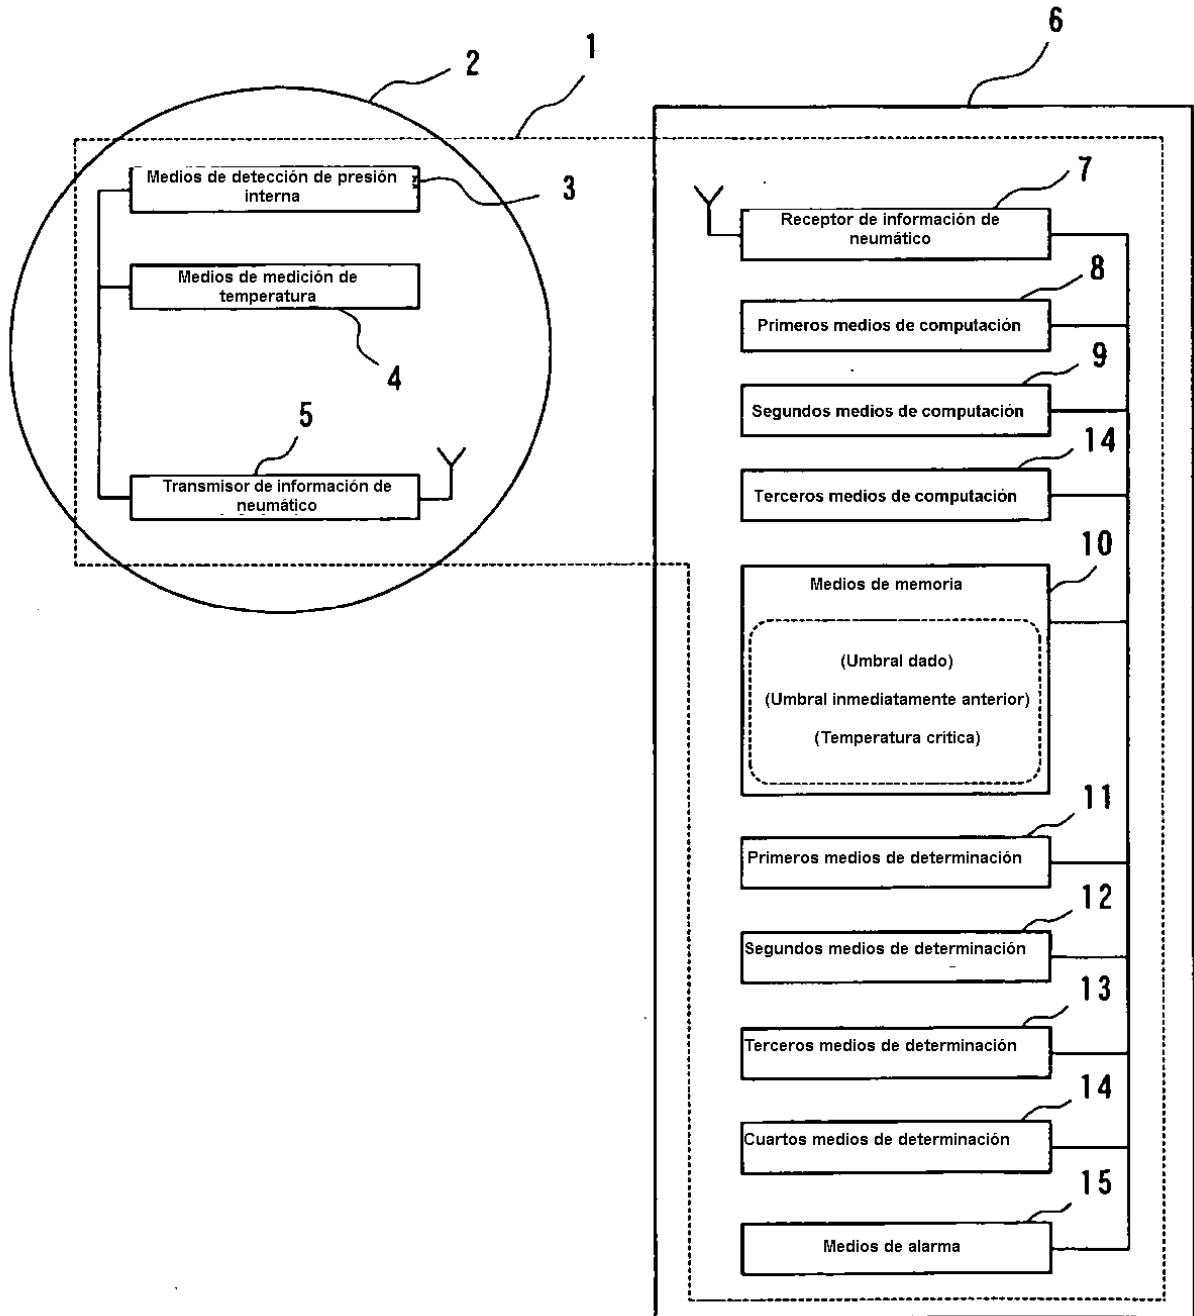 6
1
2
Medios de detección de presión
interna
3
Medios de medición de
temperatura
4
5
Transmisor de información de
neumático
7
Receptor de información de
neumático
8
Primeros medios de computación
9
Segundos medios de computación
14
Terceros medios de computación
10
Medios de memoria
(Umbral dado)
(Umbral inmediatamente anterior)
(Temperatura crítica)
11
Primeros medios de determinación
12
Segundos medios de determinación
13
Terceros medios de determinación
14
Cuartos medios de determinación
15
Medios de alarma